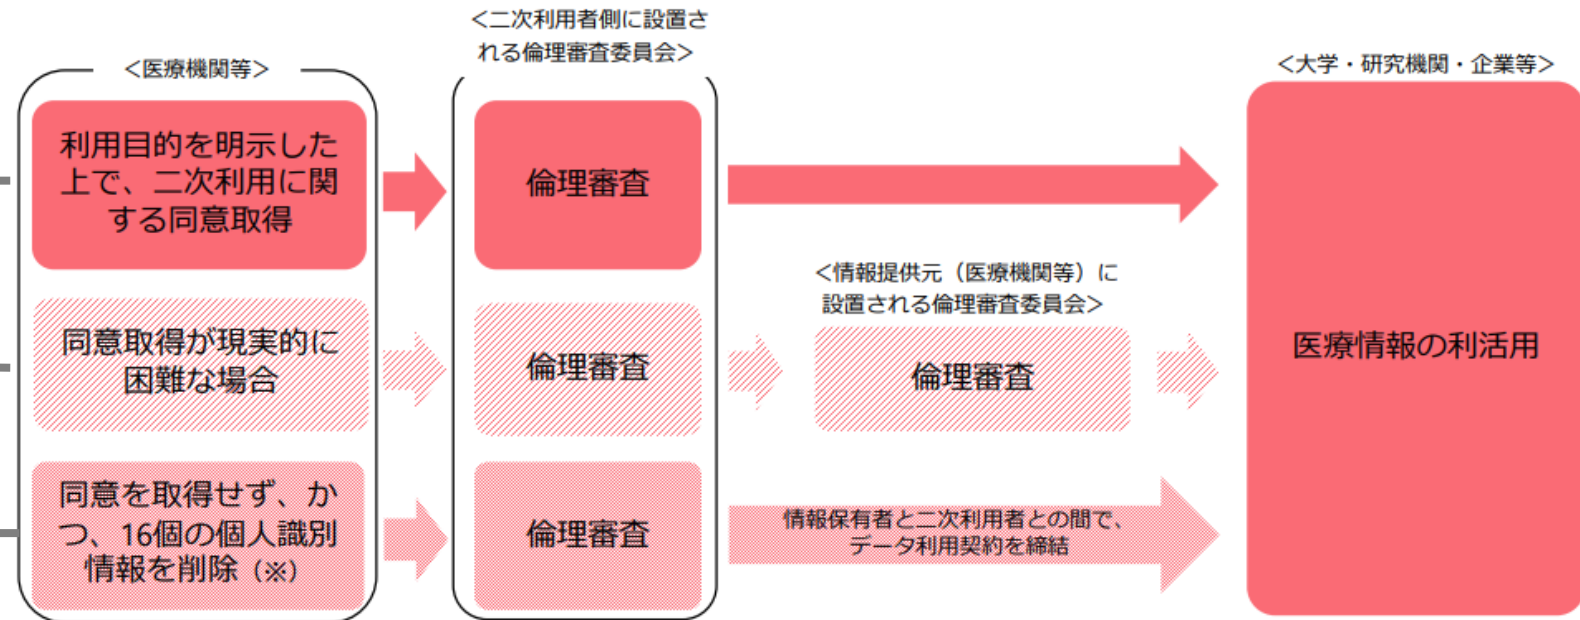 ＜医療機関等＞
利用目的を明示した
上で、二次利用に関
する同意取得
同意取得が現実的に
困難な場合
同意を取得せず、か
つ、16個の個人識別
情報を削除（※）
＜二次利用者側に設置さ
れる倫理審査委員会＞
倫理審査
倫理審査
倫理審査
＜情報提供元（医療機関等）に
設置される倫理審査委員会＞
倫理審査
情報保有者と二次利用者との間で、
データ利用契約を締結
＜大学・研究機関・企業等＞
医療情報の利活用